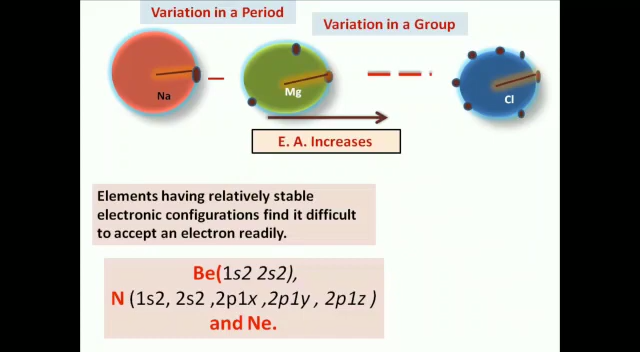 Variation in a Period
Variation in a Group
Na
Mg
Cl
E. A. Increases
Elements having relatively stable
electronic configurations find it difficult
to accept an electron readily.
Be(1s2 2s2),
N (1s2, 2s2 ,2p1x ,2p1y , 2p1z )
and Ne.